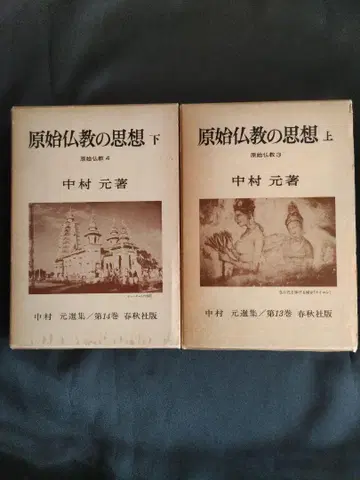 原始仏教の思想 下
原始仏教4
中村 元著
中村 元選集/第14巻 春秋社版
原始仏教の思想 上
原始仏教3
中村 元著
中村 元選集/第13巻 春秋社版